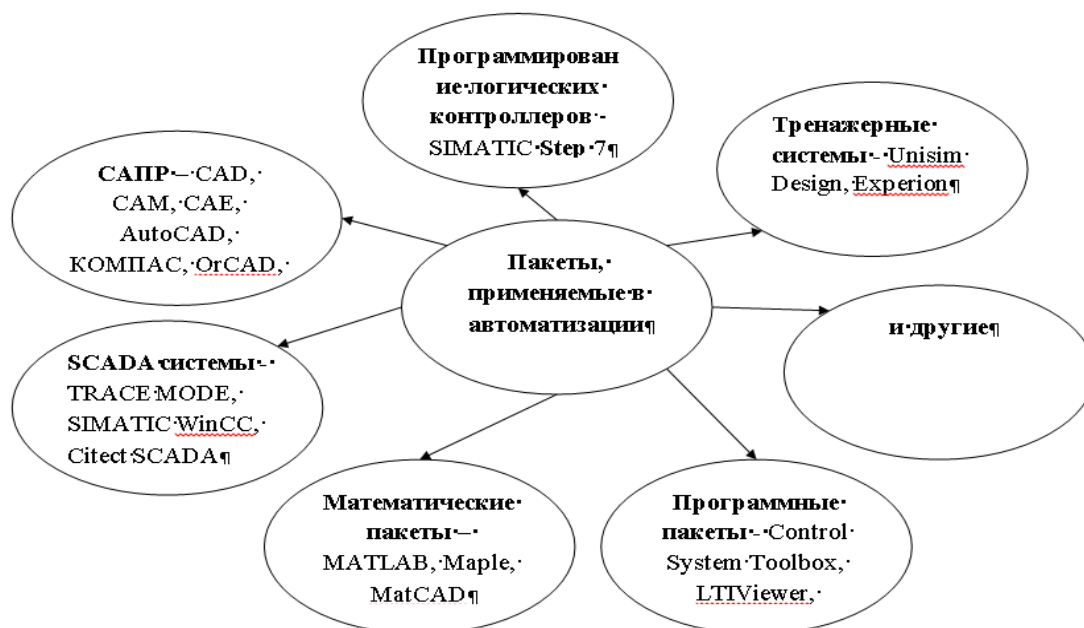 Программирован
ие логических
контроллеров -
SIMATIC Step 7¶
Тренажерные
системы - Unisim
Design, Experion¶
САПР – CAD,
CAM, CAE,
AutoCAD,
КОМПАС, OrCAD,
Пакеты,
применяемые в
автоматизации¶
и другие¶
SCADA системы -
TRACE MODE,
SIMATIC WinCC,
Citect SCADA¶
Математические
пакеты –
MATLAB, Maple,
MatCAD¶
Программные
пакеты - Control
System Toolbox,
LTIViewer,